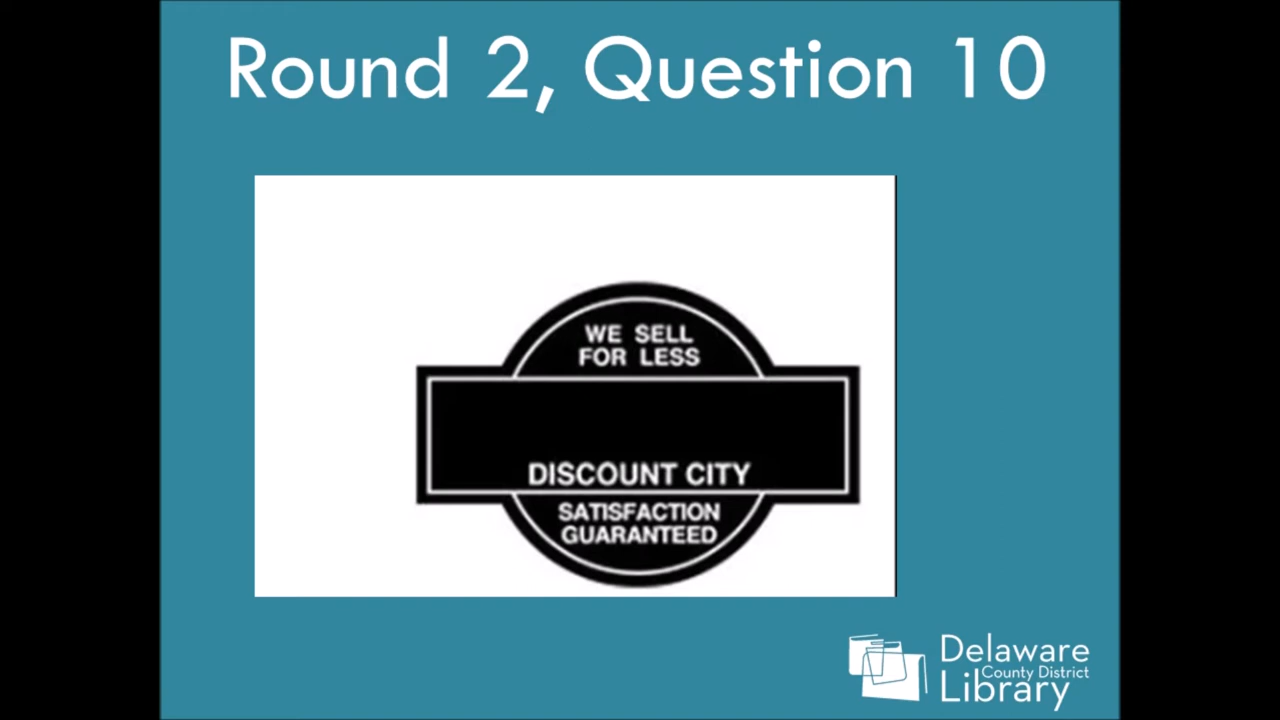 Round 2, Question 10
WE SELL
FOR LESS
DISCOUNT CITY
SATISFACTION
GUARANTEED
Delaware
County District
Library